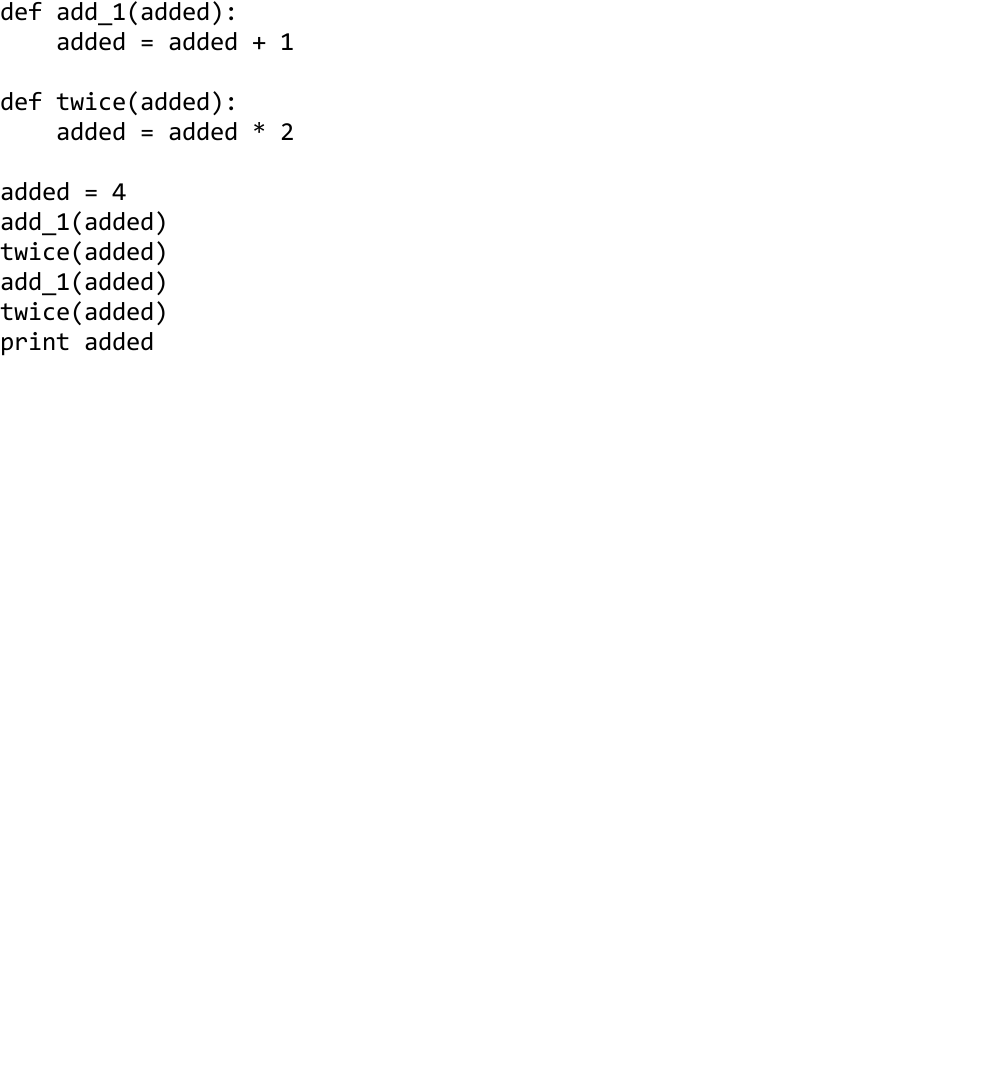 def add_1(added):
    added = added + 1

def twice(added):
    added = added * 2

added = 4
add_1(added)
twice(added)
add_1(added)
twice(added)
print added